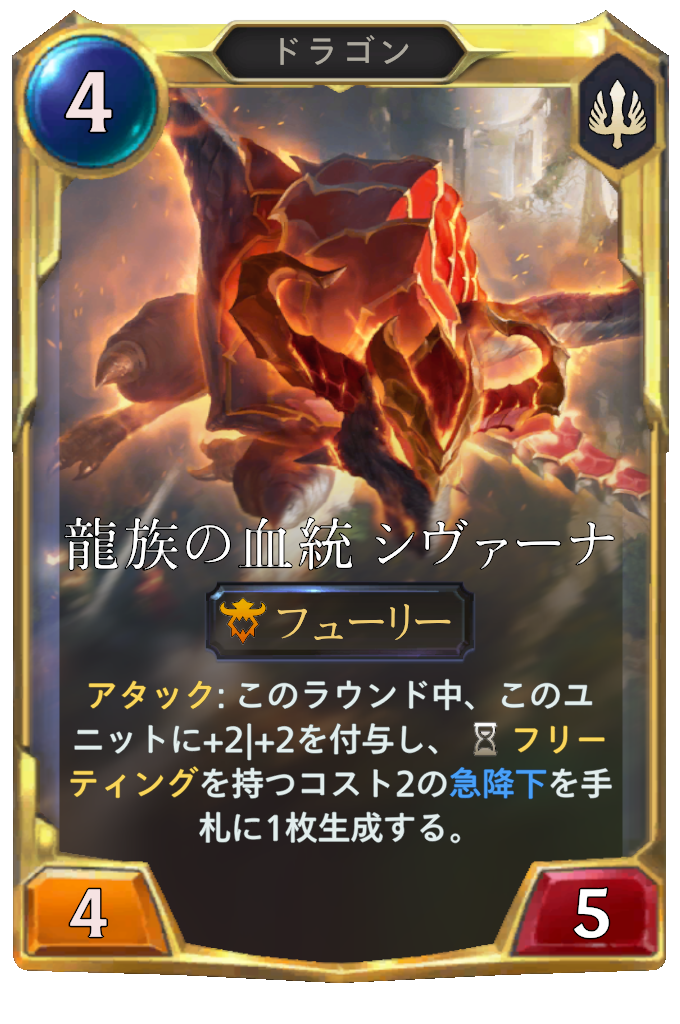 ドラゴン
4
龍族の血統 シヴァーナ
フューリー
アタック: このラウンド中、このユ
ニットに+2|+2を付与し、 フリー
ティングを持つコスト2の急降下を手
札に1枚生成する。
4
5